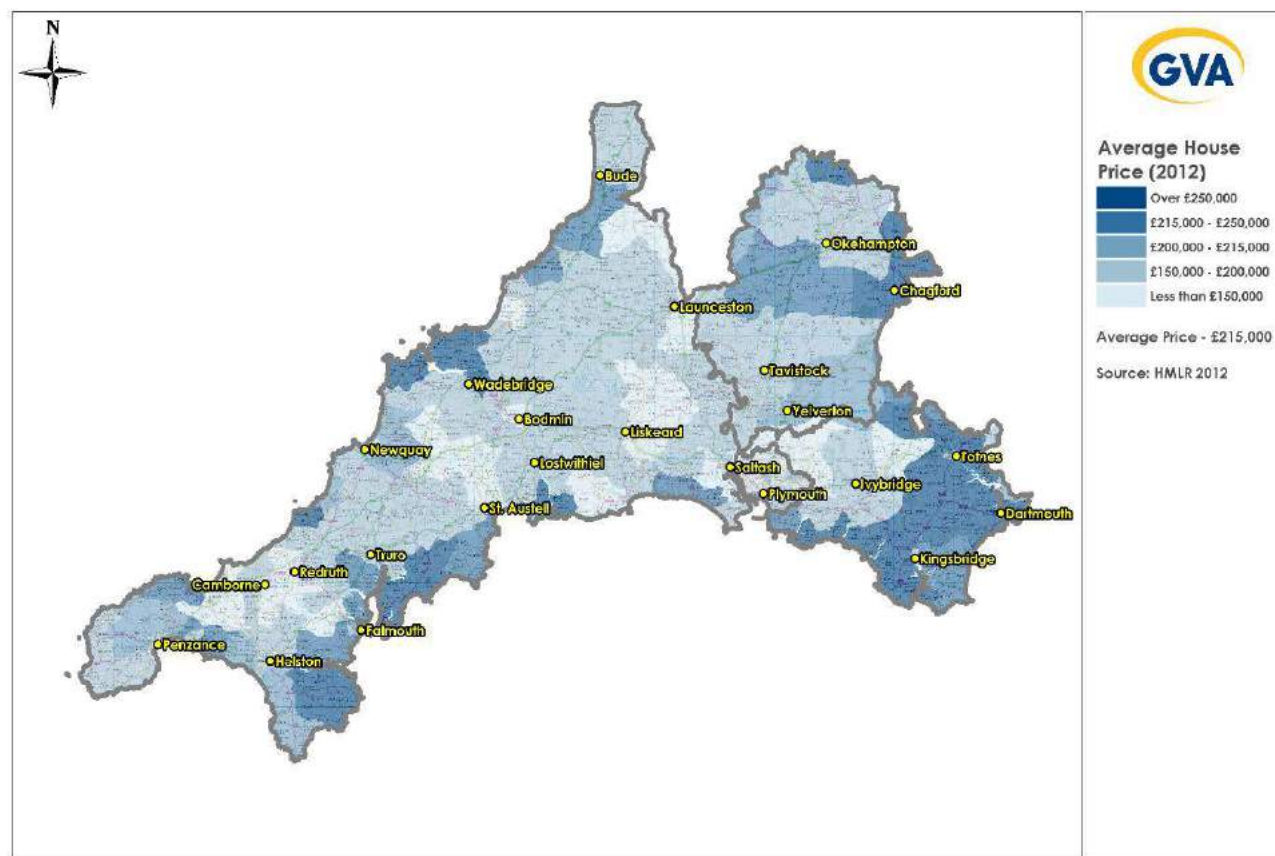 N
GVA
Average House
Price (2012)
Over £250,000
£215,000 - £250,000
£200,000 - £215,000
£150,000 - £200,000
Less than £150,000
Average Price - £215,000
Source: HMLR 2012
Bude
Okehampton
Chagford
Launceston
Tavistock
Wadebridge
Yelverton
Bodmin
Liskeard
Newquay
Totnes
Lostwithiel
Saltash
Ivybridge
Plymouth
St. Austell
Dartmouth
Truro
Kingsbridge
Redruth
Camborne
Falmouth
Penzance
Helston